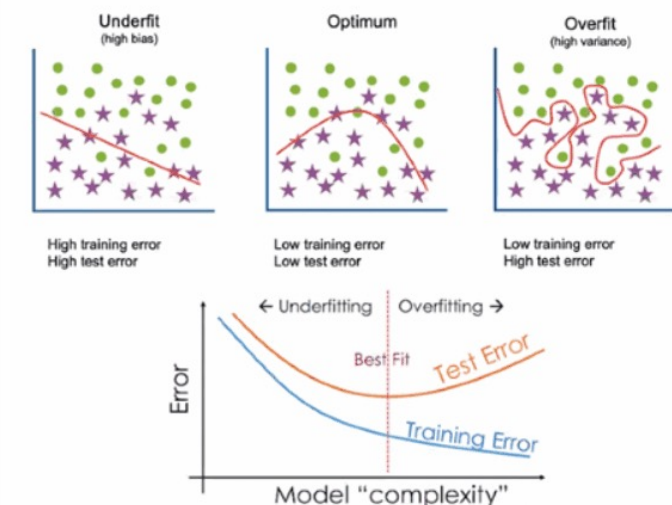 Underfit
(high bias)
Optimum
Overfit
(high variance)
High training error
High test error
Low training error
Low test error
Low training error
High test error
← Underfitting
Overfitting →
Best Fit
Test Error
Training Error
Error
Model “complexity”